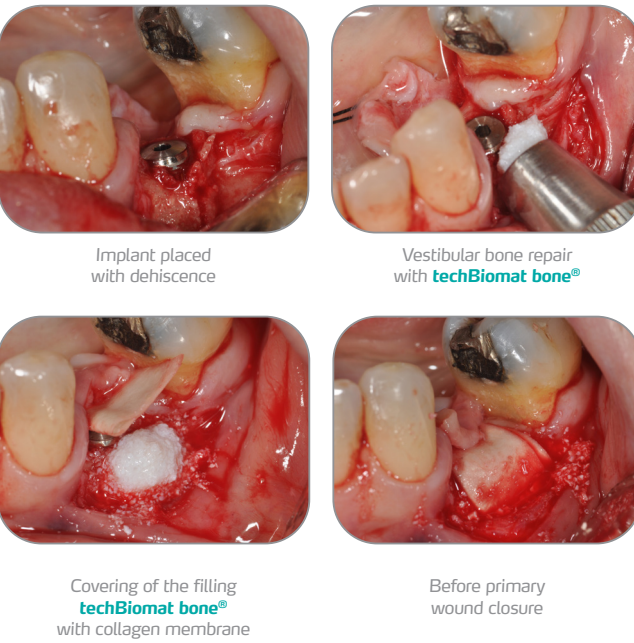 Implant placed
with dehiscence
Vestibular bone repair
with techBiomat bone®
Covering of the filling
techBiomat bone®
with collagen membrane
Before primary
wound closure